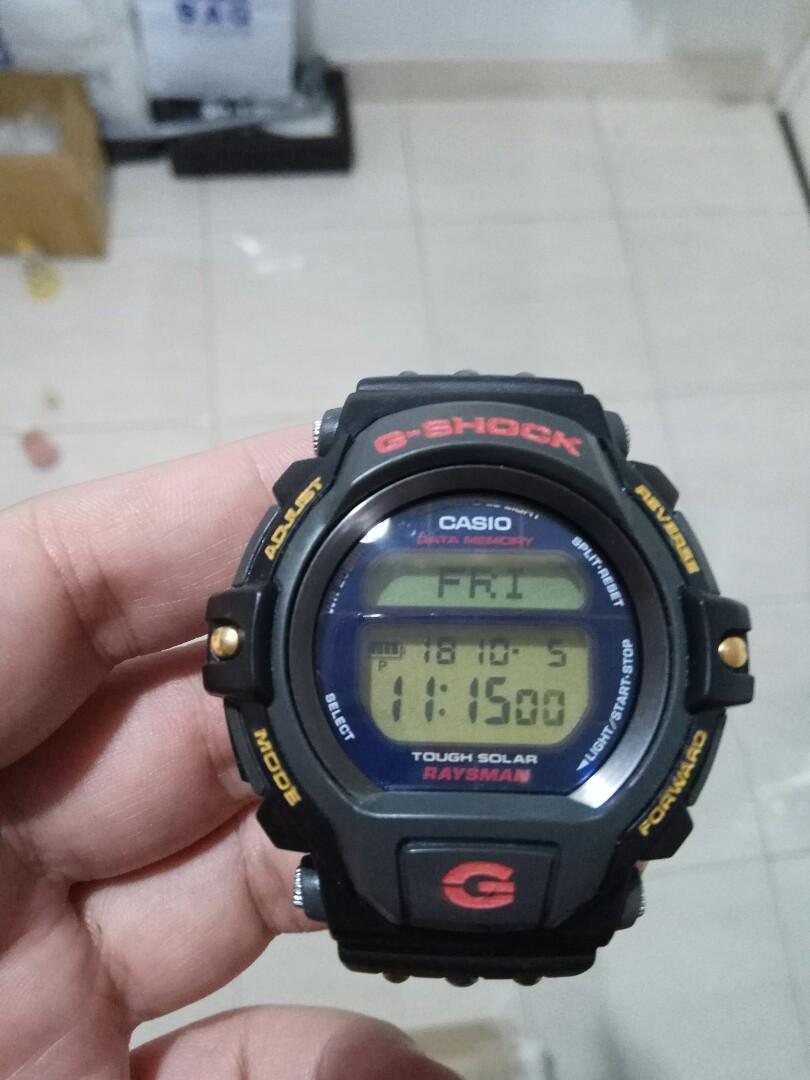 BAG
G-SHOCK
ADJUST
REVERSE
CASIO
DATA MEMORY
SPLIT·RESET
FRI
P
18 10- 5
11:15 00
SELECT
LIGHT/START·STOP
MODE
FORWARD
TOUGH SOLAR
RAYSMAN
G